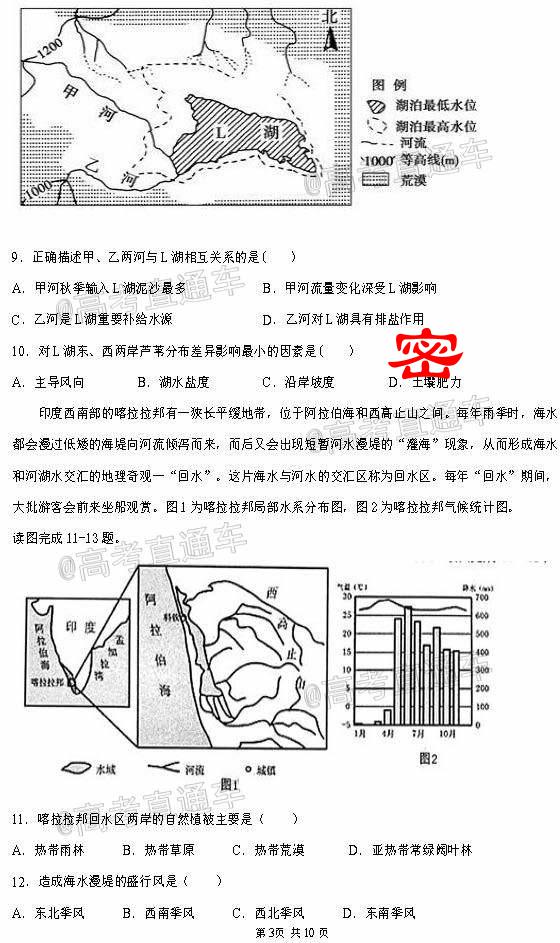 北
1200
甲
河
L 湖
乙
河
1000
图 例
湖泊最低水位
湖泊最高水位
河流
1000 等高线(m)
荒漠
@高考直通车
9．正确描述甲、乙两河与 L 湖相互关系的是(　　)
A．甲河秋季输入 L 湖泥沙最多　B．甲河流量变化深受 L 湖影响
C．乙河是 L 湖重要补给水源　D．乙河对 L 湖具有排盐作用
@高考直通车
10．对 L 湖东、西两岸芦苇分布差异影响最小的因素是(　　)
密
A．主导风向　B．湖水盐度　C．沿岸坡度　D．土壤肥力
印度西南部的喀拉拉邦有一狭长平缓地带，位于阿拉伯海和西高止山之间。每年雨季时，海水
都会漫过低矮的海堤向河流倾泻而来，而后又会出现短暂河水漫堤的“灌海”现象，从而形成海水
和河湖水交汇的地理奇观—“回水”。这片海水与河水的交汇区称为回水区。每年“回水”期间，
大批游客会前来坐船观赏。图 1 为喀拉拉邦局部水系分布图，图 2 为喀拉拉邦气候统计图。
读图完成 11-13 题。
@高考直通车
阿拉伯海
印度
孟加拉湾
喀拉拉邦
阿拉伯海
西高止山
水域
河流
城镇
图1
气温(℃)
降水(mm)
30
25
20
15
10
5
0
-5
700
600
500
400
300
200
100
0
1月 4月 7月 10月
图2
@高考直通车
11．喀拉拉邦回水区两岸的自然植被主要是（　　）
A．热带雨林　B．热带草原　C．热带荒漠　D．亚热带常绿阔叶林
12．造成海水漫堤的盛行风是（　　）
A．东北季风　B．西南季风　C．西北季风　D．东南季风
第 3页 共 10 页